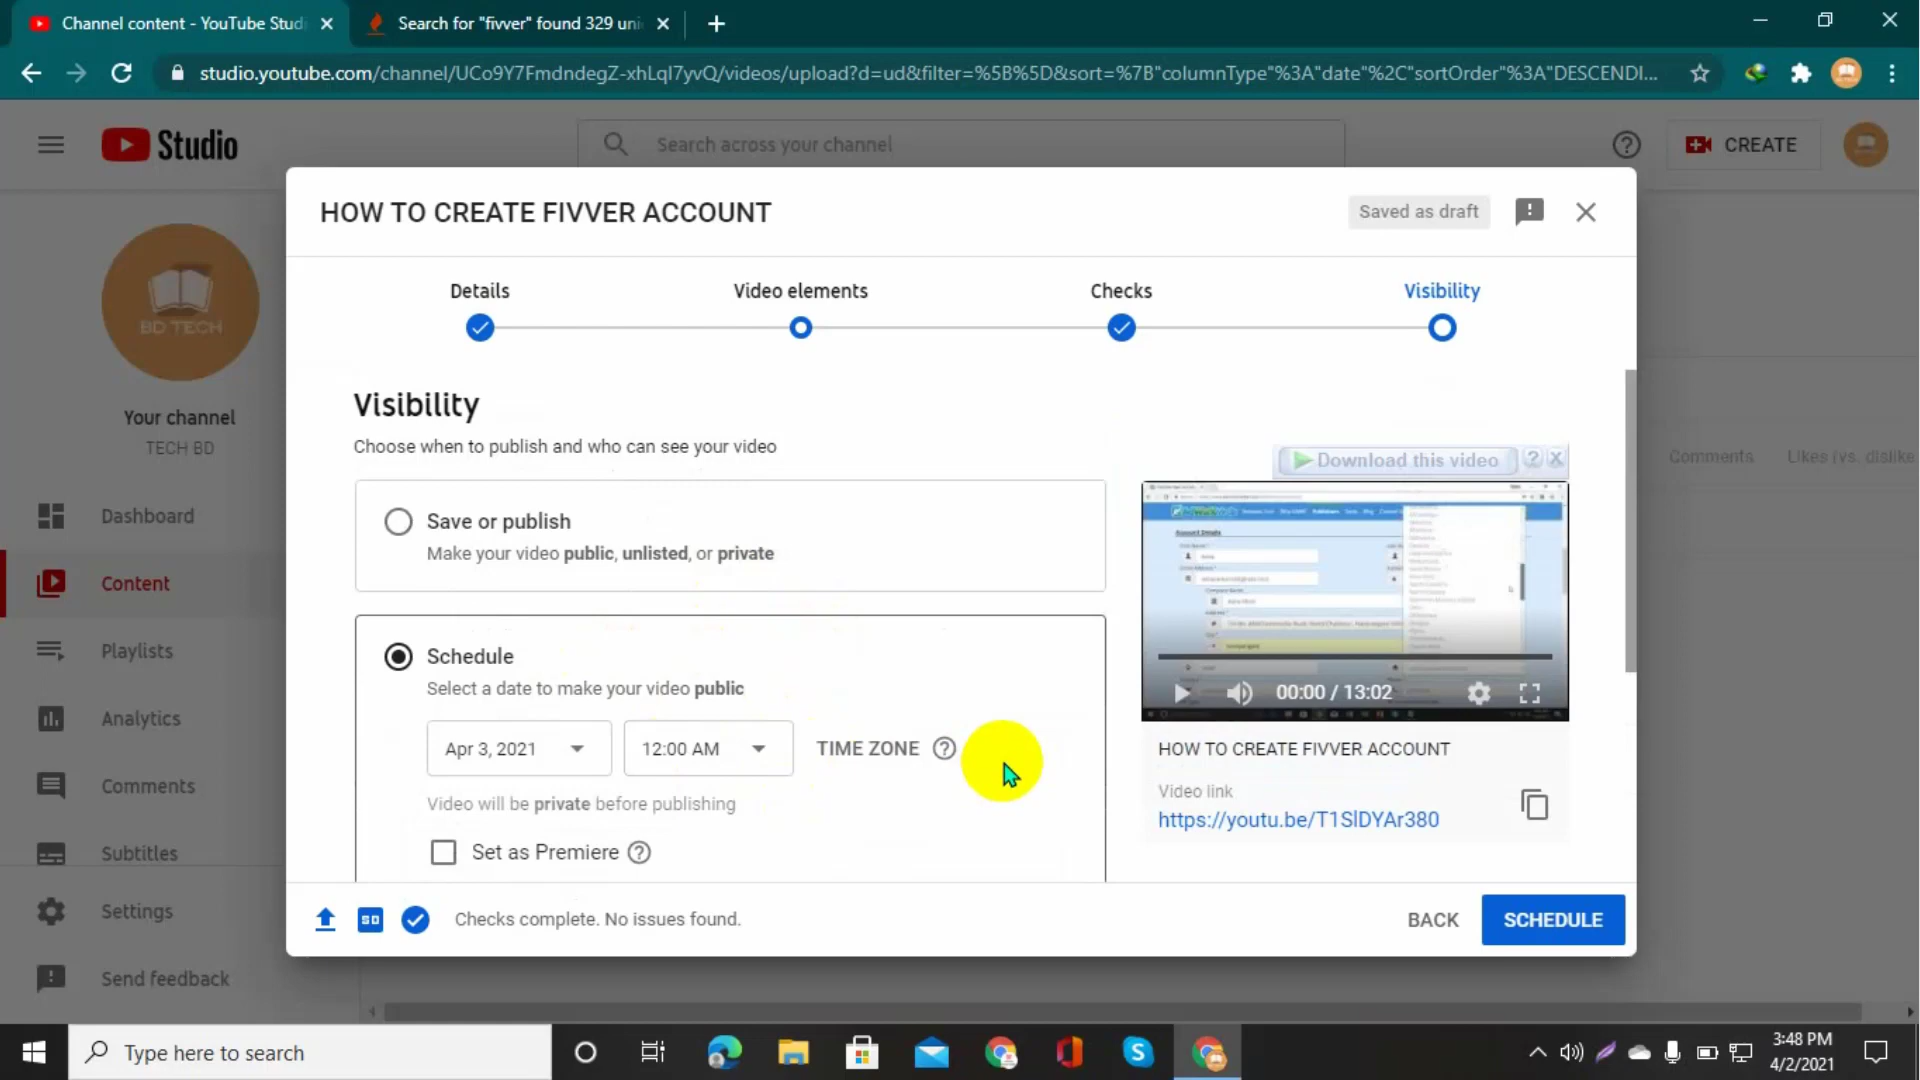 Channel content - YouTube Stud
Search for "fivver" found 329 uni
studio.youtube.com/channel/UCo9Y7FmdndegZ-xhLqI7yvQ/videos/upload?d=ud&filter=%5B%5D&sort=%7B"columnType"%3A"date"%2C"sortOrder"%3A"DESCENDI...
Studio
Search across your channel
CREATE
HOW TO CREATE FIVVER ACCOUNT
Saved as draft
Details
Video elements
Checks
Visibility
BD TECH
Your channel
TECH BD
Dashboard
Content
Playlists
Analytics
Comments
Subtitles
Settings
Send feedback
Visibility
Choose when to publish and who can see your video
Save or publish
Make your video public, unlisted, or private
Schedule
Select a date to make your video public
Apr 3, 2021
12:00 AM
TIME ZONE
Video will be private before publishing
Set as Premiere
Download this video
00:00 / 13:02
HOW TO CREATE FIVVER ACCOUNT
Video link
https://youtu.be/T1SlDYAr380
Comments
Likes (vs. dislike
SD
Checks complete. No issues found.
BACK
SCHEDULE
Type here to search
3:48 PM
4/2/2021